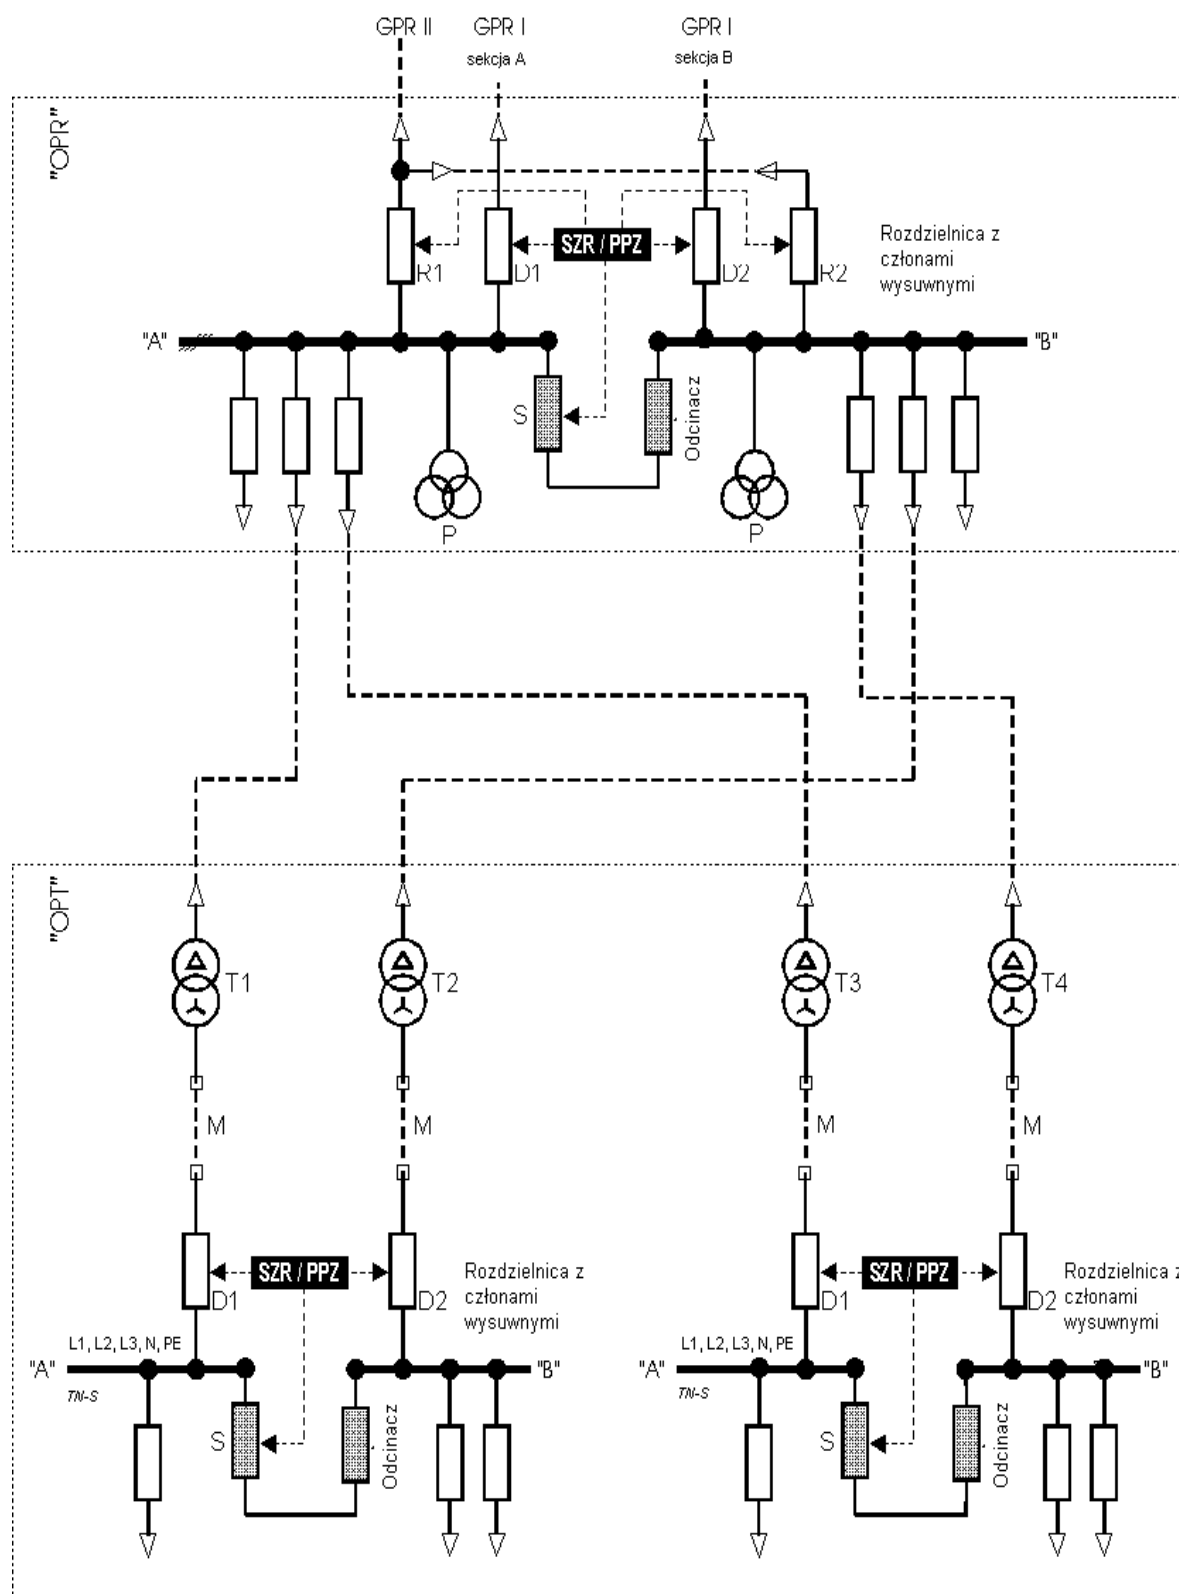 GPR II
GPR I
GPR I
sekcja A
sekcja B
"OPR"
SZR / PPZ
R1
D1
D2
R2
Rozdzielnica z
członami
wysuwnymi
"A"
"B"
S
Odcinacz
P
P
"OPT"
T1
T2
T3
T4
M
M
M
M
SZR / PPZ
D1
D2
Rozdzielnica z
członami
wysuwnymi
SZR / PPZ
D1
D2
Rozdzielnica z
członami
wysuwnymi
L1, L2, L3, N, PE
"A"
"B"
TN-S
S
Odcinacz
L1, L2, L3, N, PE
"A"
"B"
TN-S
S
Odcinacz